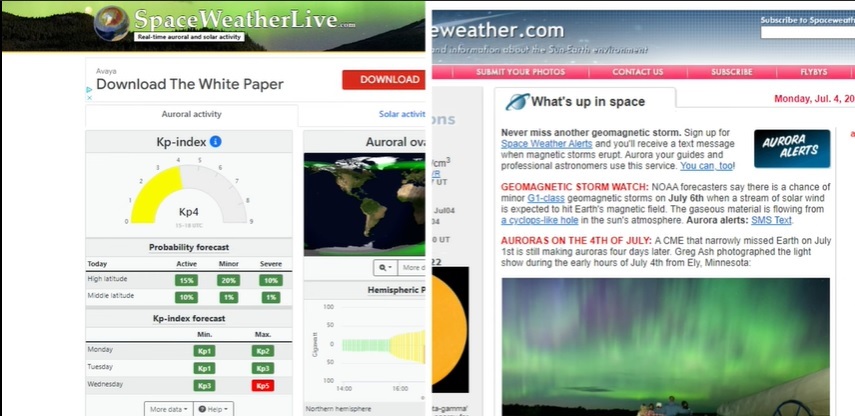 SpaceWeatherLive.com
Real-time auroral and solar activity
Avaya
Download The White Paper
DOWNLOAD
Auroral activity
Solar activit
Kp-index
0
1
2
3
4
5
6
7
8
9
Kp4
15-18 UTC
Probability forecast
Today Active Minor Severe
High latitude 15% 20% 10%
Middle latitude 10% 1% 1%
Kp-index forecast
Min. Max.
Monday Kp1 Kp2
Tuesday Kp1 Kp3
Wednesday Kp3 Kp5
More data Help
Auroral ova
More d
Hemispheric P
Gigawatt
100
50
0
50
100
14:00 16:00
Northern hemisphere
eweather.com
and information about the Sun-Earth environment
Subscribe to Spaceweath
SUBMIT YOUR PHOTOS CONTACT US SUBSCRIBE FLYBYS
ons
/cm3
UT
Jul04
34
0 UT
22
ta-gamma'
What's up in space
Monday, Jul. 4, 20
Never miss another geomagnetic storm. Sign up for
Space Weather Alerts and you'll receive a text message
when magnetic storms erupt. Aurora your guides and
professional astronomers use this service. You can, too!
AURORA
ALERTS
GEOMAGNETIC STORM WATCH: NOAA forecasters say there is a chance of
minor G1-class geomagnetic storms on July 6th when a stream of solar wind
is expected to hit Earth's magnetic field. The gaseous material is flowing from
a cyclops-like hole in the sun's atmosphere. Aurora alerts: SMS Text.
AURORAS ON THE 4TH OF JULY: A CME that narrowly missed Earth on July
1st is still making auroras four days later. Greg Ash photographed the light
show during the early hours of July 4th from Ely, Minnesota: